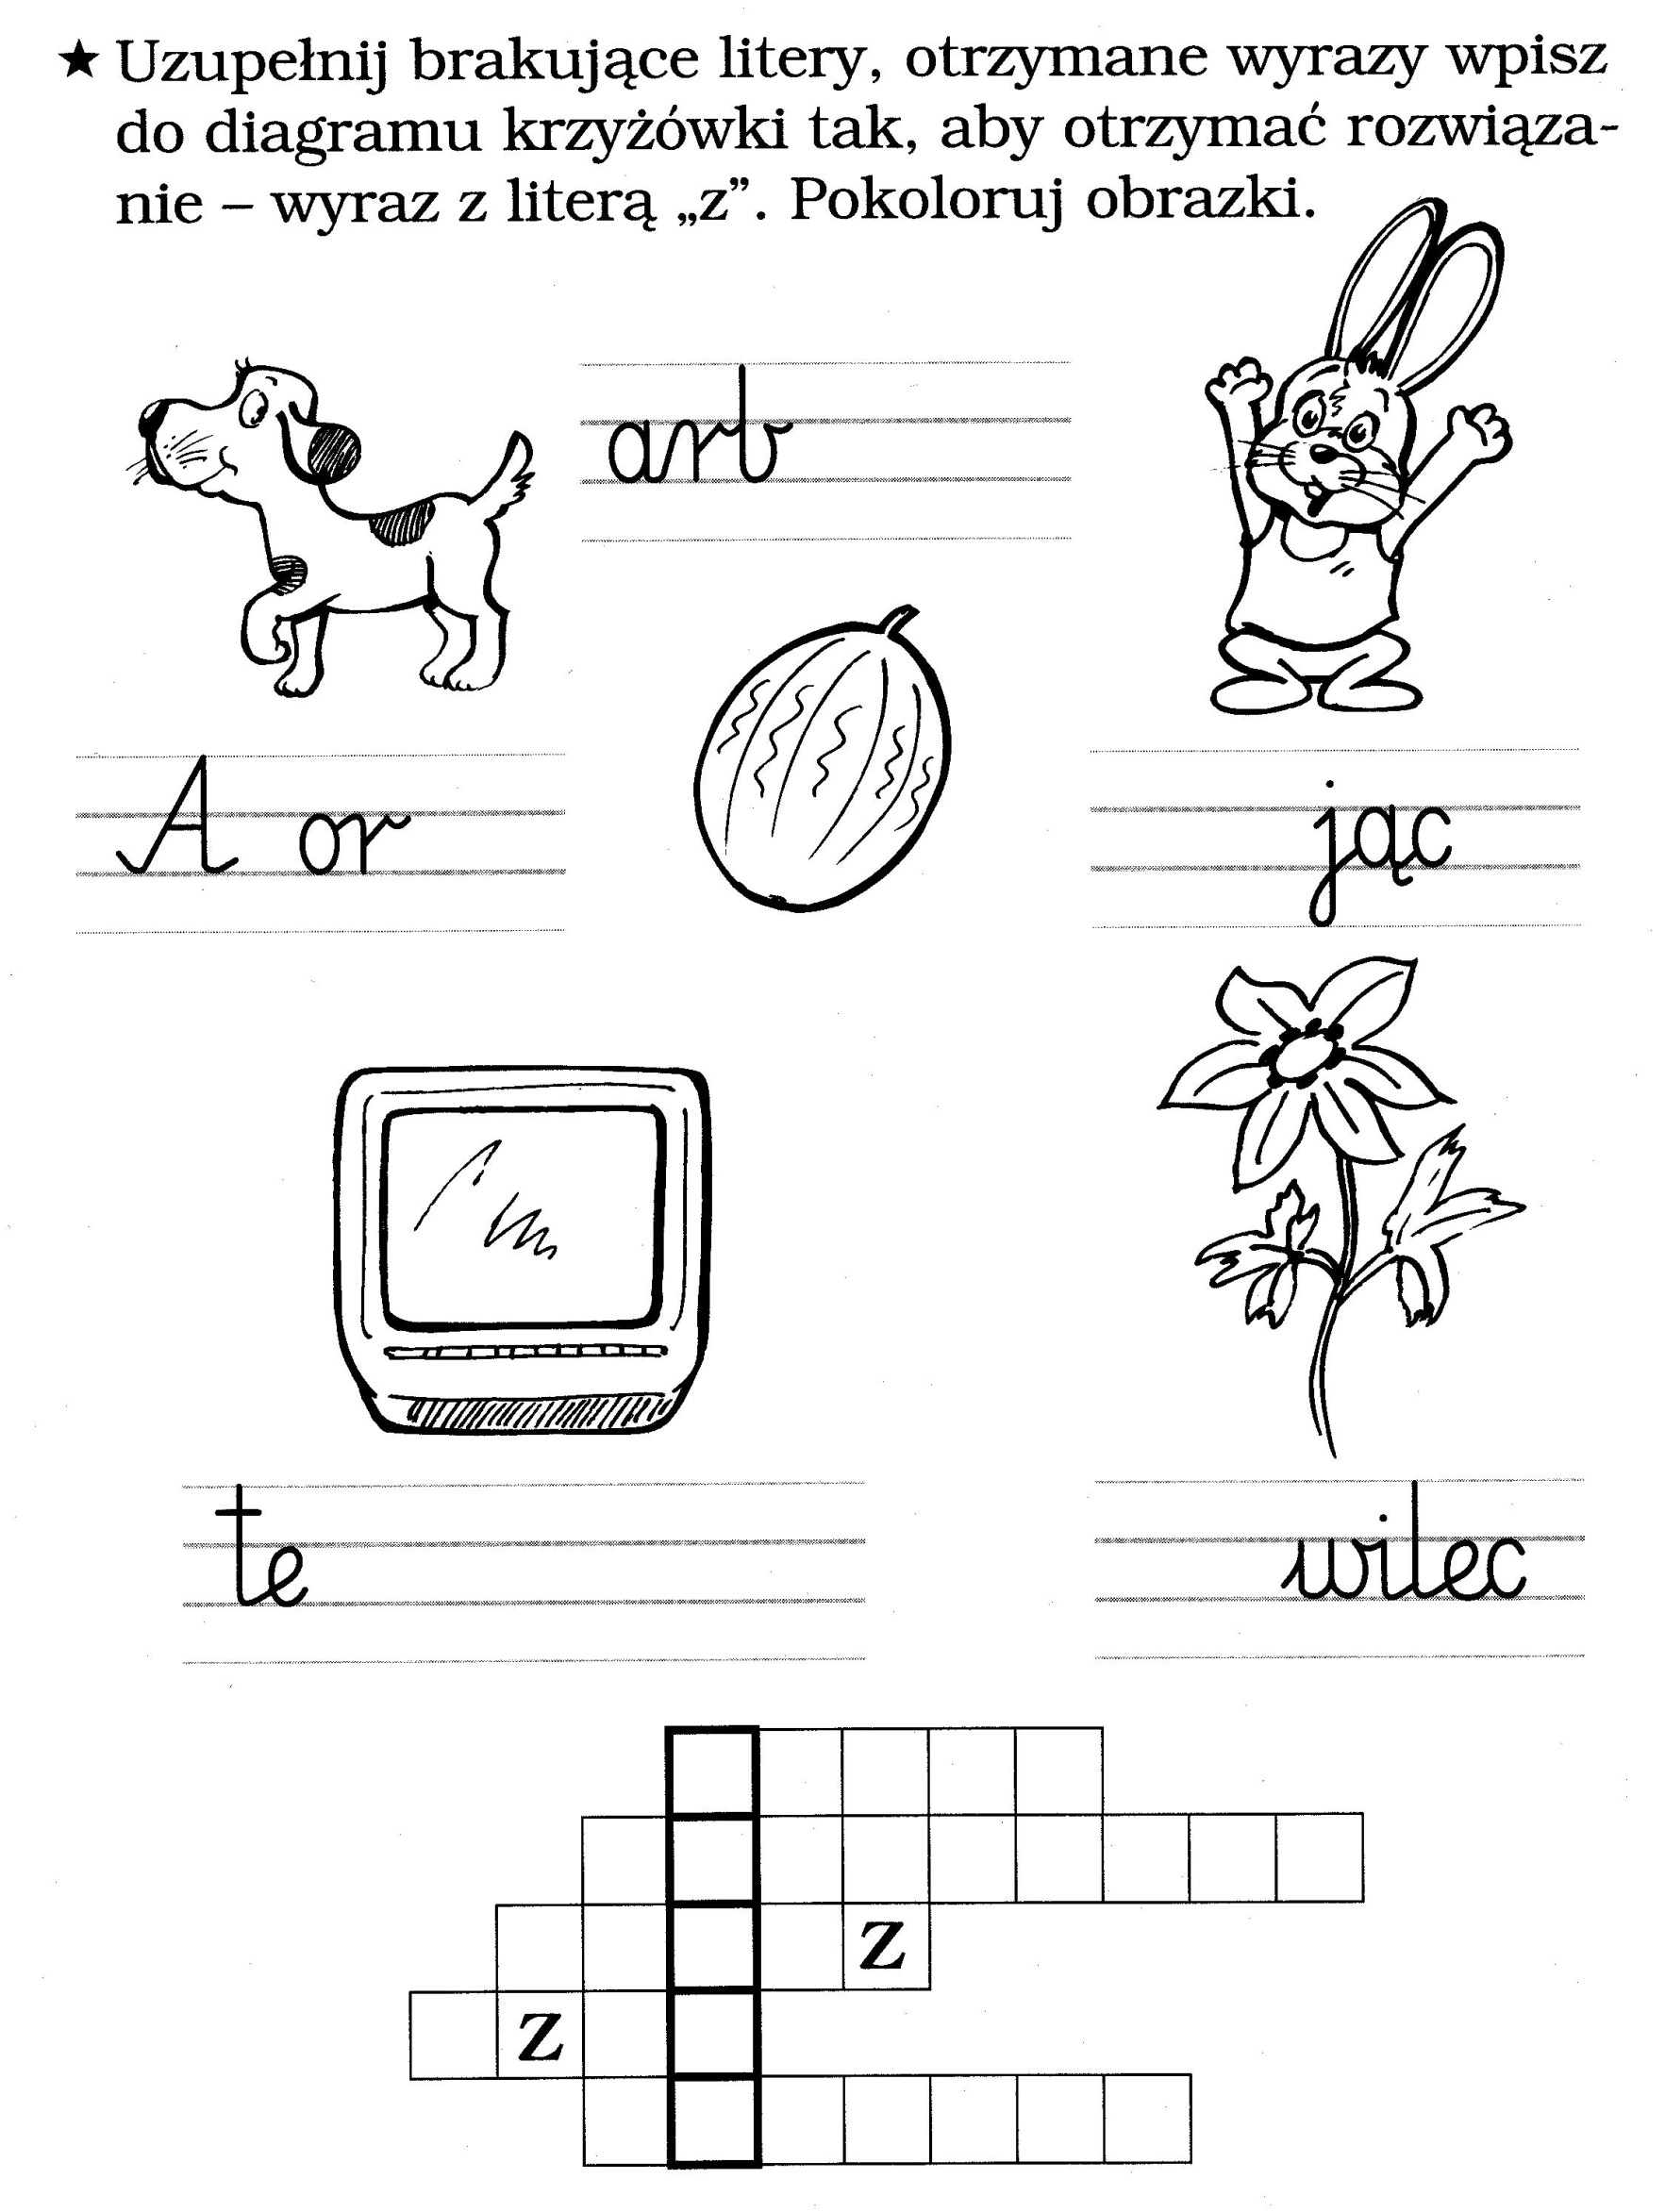 ★ Uzupełnij brakujące litery, otrzymane wyrazy wpisz
do diagramu krzyżówki tak, aby otrzymać rozwiąza-
nie – wyraz z literą „z”. Pokoloruj obrazki.
arb
A or
jąc
te
wilec
z
z